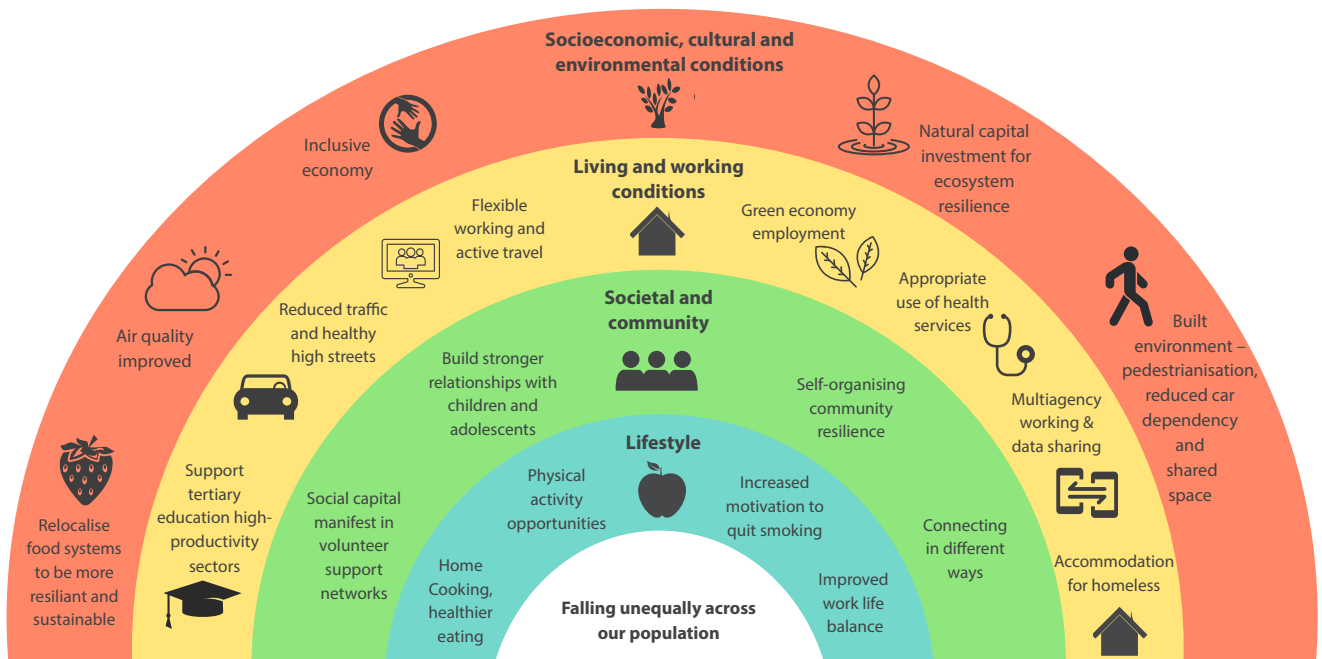 Socioeconomic, cultural and
environmental conditions
Relocalise
food systems
to be more
resiliant and
sustainable
Air quality
improved
Inclusive
economy
Natural capital
investment for
ecosystem
resilience
Built
environment –
pedestrianisation,
reduced car
dependency
and
shared
space
Living and working
conditions
Support
tertiary
education high-
productivity
sectors
Reduced traffic
and healthy
high streets
Flexible
working and
active travel
Green economy
employment
Appropriate
use of health
services
Multiagency
working &
data sharing
Accommodation
for homeless
Societal and
community
Social capital
manifest in
volunteer
support
networks
Build stronger
relationships with
children and
adolescents
Self-organising
community
resilience
Connecting
in different
ways
Lifestyle
Home
Cooking,
healthier
eating
Physical
activity
opportunities
Increased
motivation to
quit smoking
Improved
work life
balance
Falling unequally across
our population